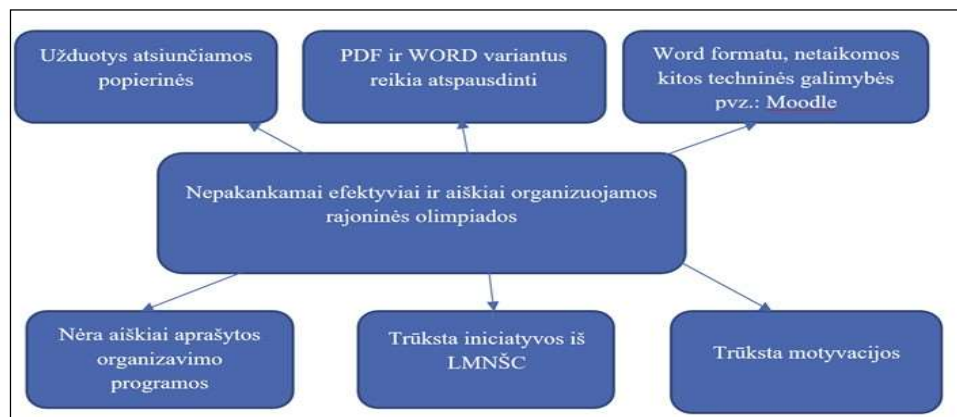 Užduotys atsiunčiamos
popierinės
PDF ir WORD variantus
reikia atspausdinti
Word formatu, netaikomos
kitos techninės galimybės
pvz.: Moodle
Nepakankamai efektyviai ir aiškiai organizuojamos
rajoninės olimpiados
Nėra aiškiai aprašytos
organizavimo
programos
Trūksta iniciatyvos iš
LMNŠC
Trūksta motyvacijos